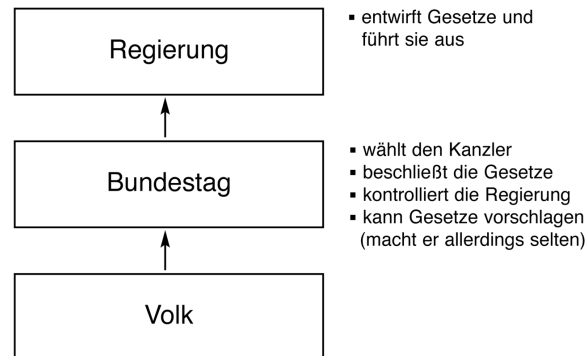 Regierung
▪ entwirft Gesetze und
führt sie aus
Bundestag
▪ wählt den Kanzler
▪ beschließt die Gesetze
▪ kontrolliert die Regierung
▪ kann Gesetze vorschlagen
(macht er allerdings selten)
Volk